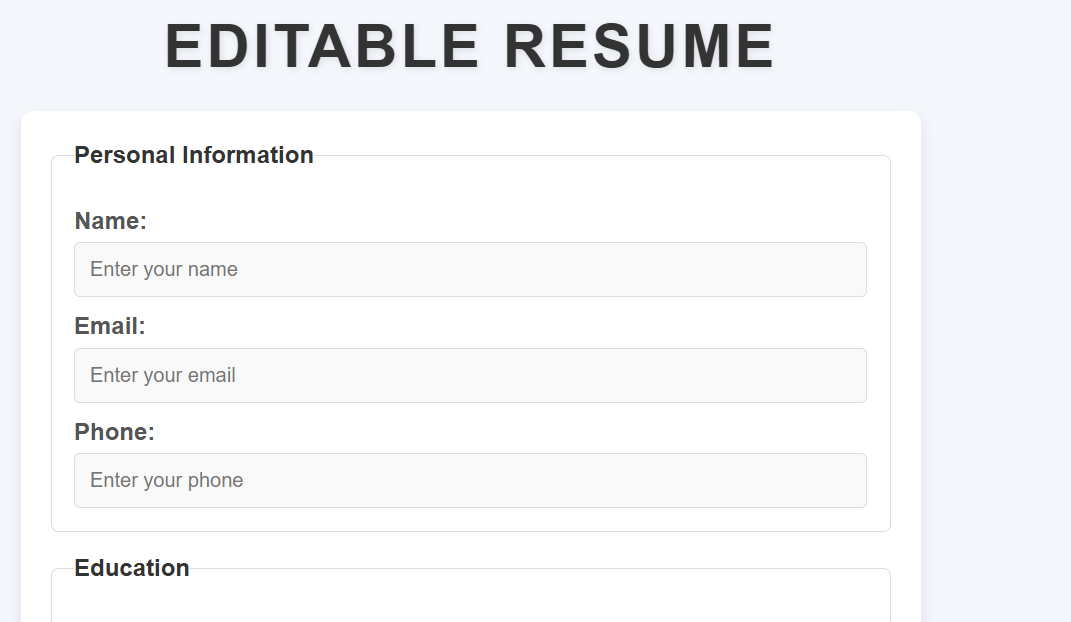 EDITABLE RESUME
Personal Information
Name:
Enter your name
Email:
Enter your email
Phone:
Enter your phone
Education